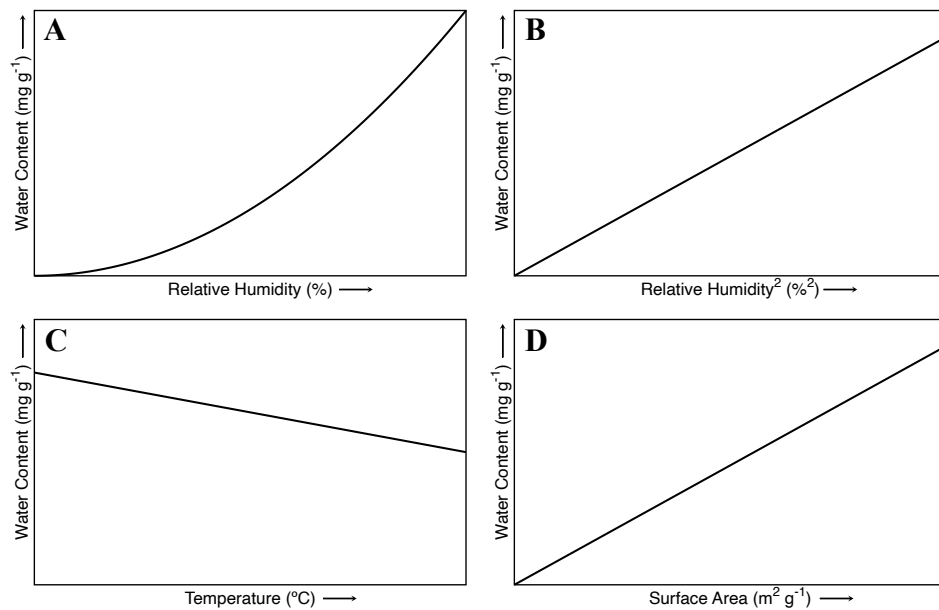 A
Water Content (mg g⁻¹) ⟶
Relative Humidity (%) ⟶
B
Water Content (mg g⁻¹) ⟶
Relative Humidity² (%²) ⟶
C
Water Content (mg g⁻¹) ⟶
Temperature (ºC) ⟶
D
Water Content (mg g⁻¹) ⟶
Surface Area (m² g⁻¹) ⟶